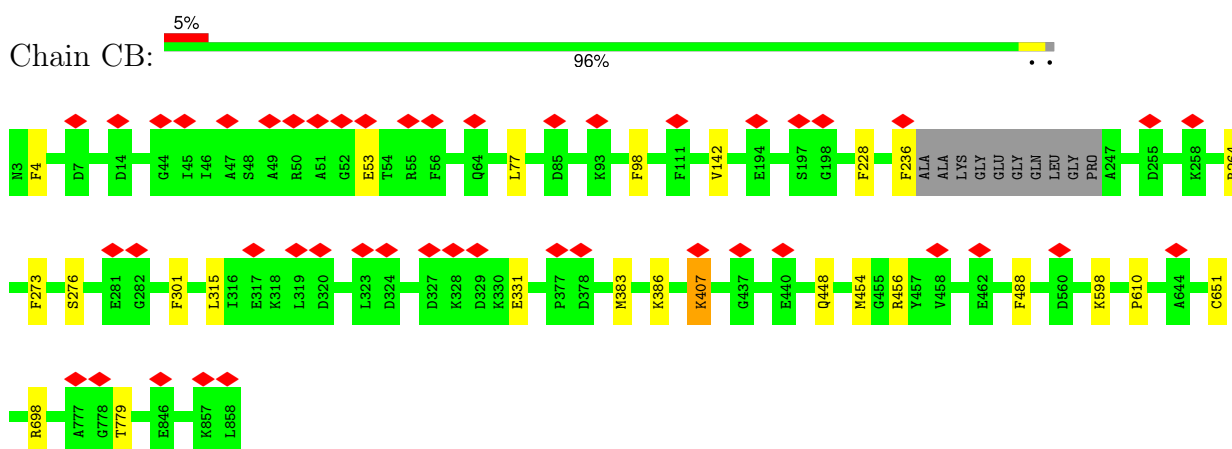 5%
Chain CB:
96%
N3 F4 D7 D14 G44 I45 I46 A47 S48 A49 R50 A51 G52 E53 T54 R55 F56 Q64 L77 D85 K93 F98 F111 V142 E194 S197 G198 F228 F236 ALA ALA LYS GLY GLU GLY GLN LEU GLY PRO A247 D255 K258
F273 S276 E281 G282 F301 L315 I316 E317 K318 L319 D320 L323 D324 D327 K328 D329 K330 E331 P377 D378 M383 K386 K407 G437 E440 Q448 M454 G455 R456 Y457 V458 E462 F488 D560 K598 P610 A644 C651
R698 A777 G778 T779 E846 K857 L858